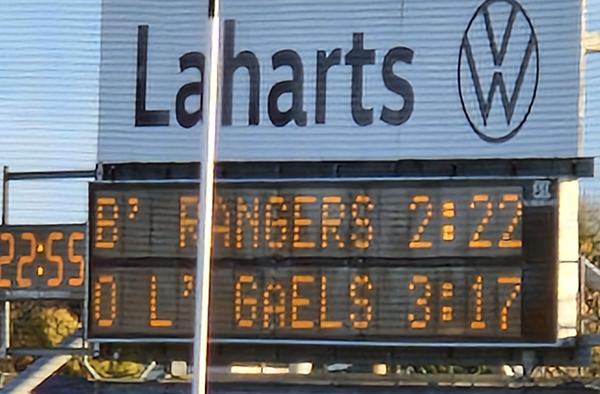 Laharts
B' RANGERS 2:22
22:55
O L' GAELS 3:17